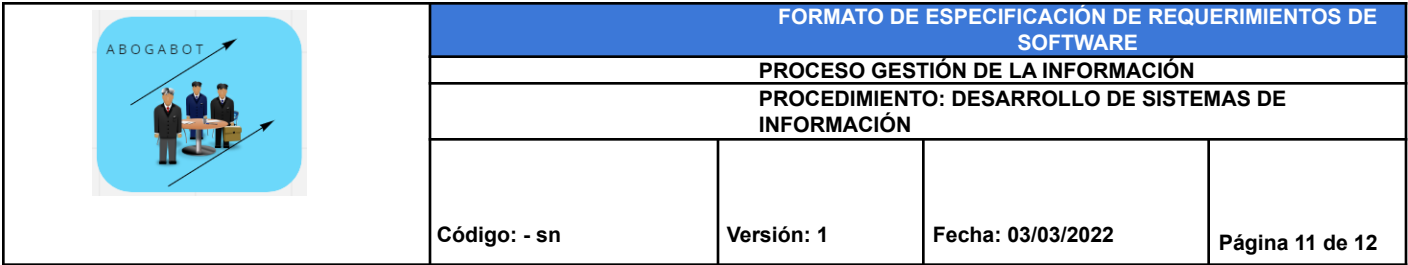 ABOGABOT
FORMATO DE ESPECIFICACIÓN DE REQUERIMIENTOS DE
SOFTWARE
PROCESO GESTIÓN DE LA INFORMACIÓN
PROCEDIMIENTO: DESARROLLO DE SISTEMAS DE
INFORMACIÓN
Código: - sn
Versión: 1
Fecha: 03/03/2022
Página 11 de 12